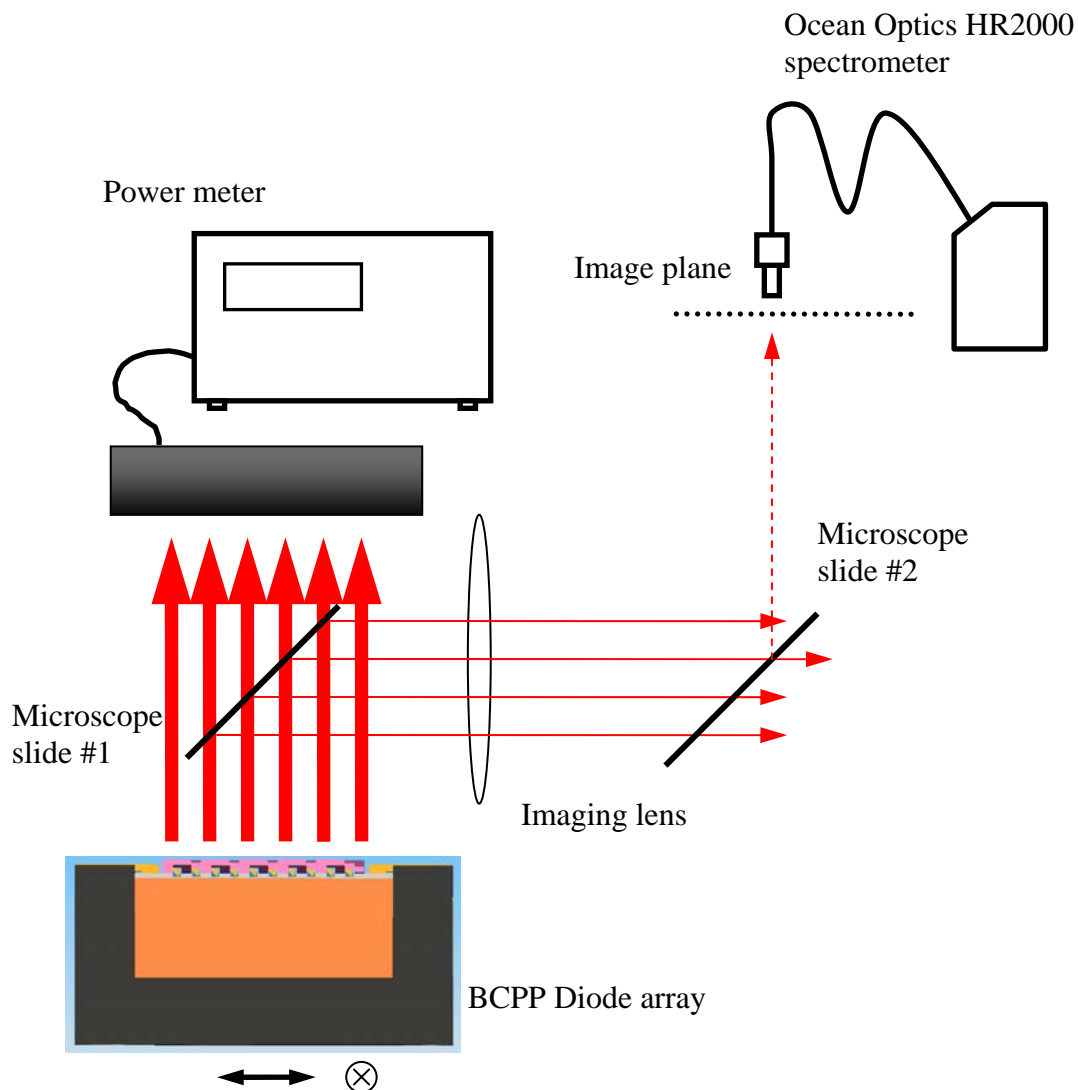 Ocean Optics HR2000
spectrometer
Power meter
Image plane
Microscope
slide #2
Microscope
slide #1
Imaging lens
BCPP Diode array